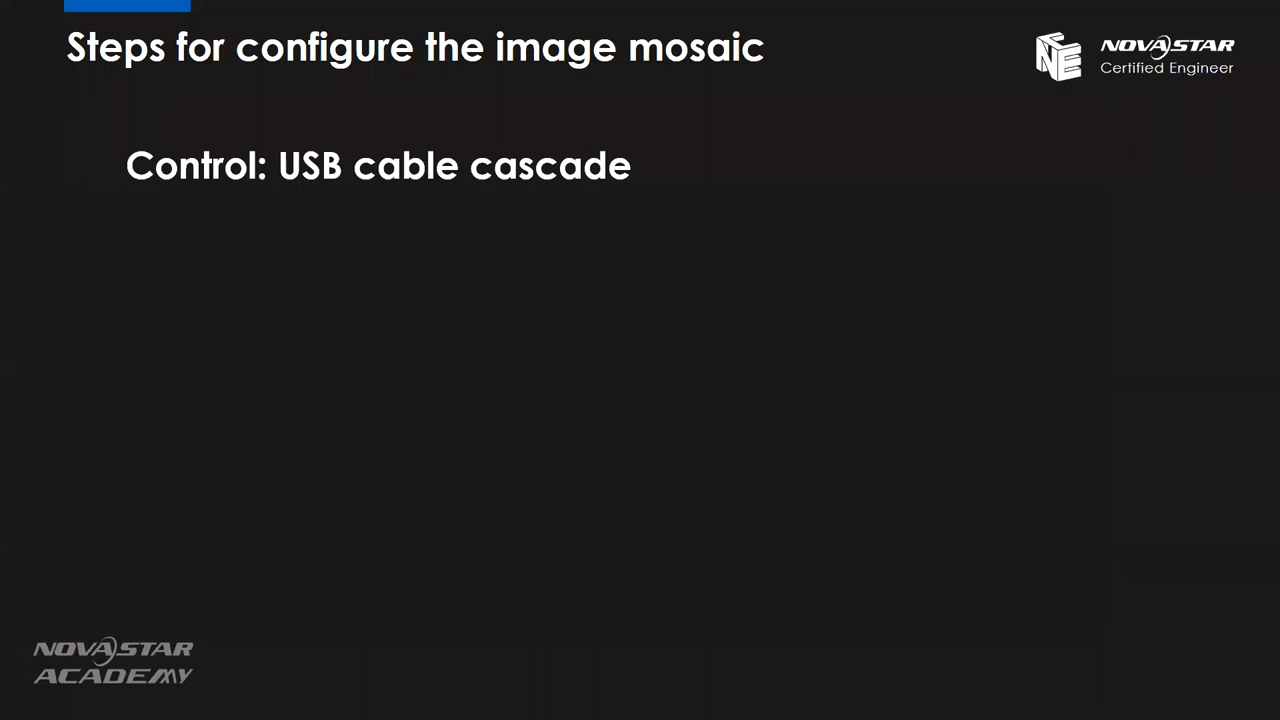 Steps for configure the image mosaic
NOVASTAR
Certified Engineer
Control: USB cable cascade
NOVASTAR
ACADEMY